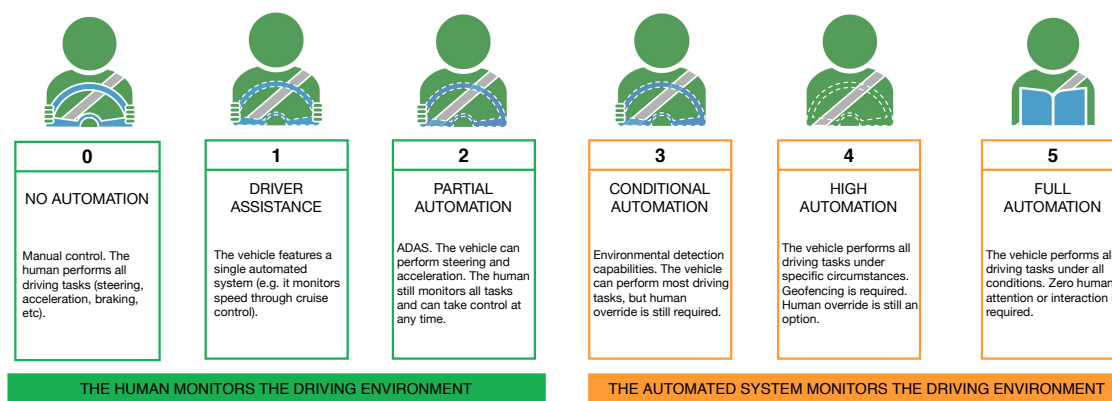 0
NO AUTOMATION
Manual control. The
human performs all
driving tasks (steering,
acceleration, braking,
etc).
1
DRIVER
ASSISTANCE
The vehicle features a
single automated
system (e.g. it monitors
speed through cruise
control).
2
PARTIAL
AUTOMATION
ADAS. The vehicle can
perform steering and
acceleration. The human
still monitors all tasks
and can take control at
any time.
3
CONDITIONAL
AUTOMATION
Environmental detection
capabilities. The vehicle
can perform most driving
tasks, but human
override is still required.
4
HIGH
AUTOMATION
The vehicle performs all
driving tasks under
specific circumstances.
Geofencing is required.
Human override is still an
option.
5
FULL
AUTOMATION
The vehicle performs al
driving tasks under all
conditions. Zero human
attention or interaction i
required.
THE HUMAN MONITORS THE DRIVING ENVIRONMENT
THE AUTOMATED SYSTEM MONITORS THE DRIVING ENVIRONMENT